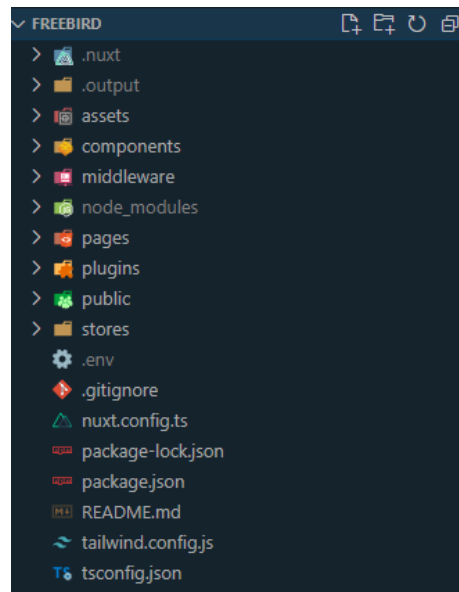 FREEBIRD
.nuxt
.output
assets
components
middleware
node_modules
pages
plugins
public
stores
.env
.gitignore
nuxt.config.ts
package-lock.json
package.json
M↓ README.md
tailwind.config.js
TS tsconfig.json